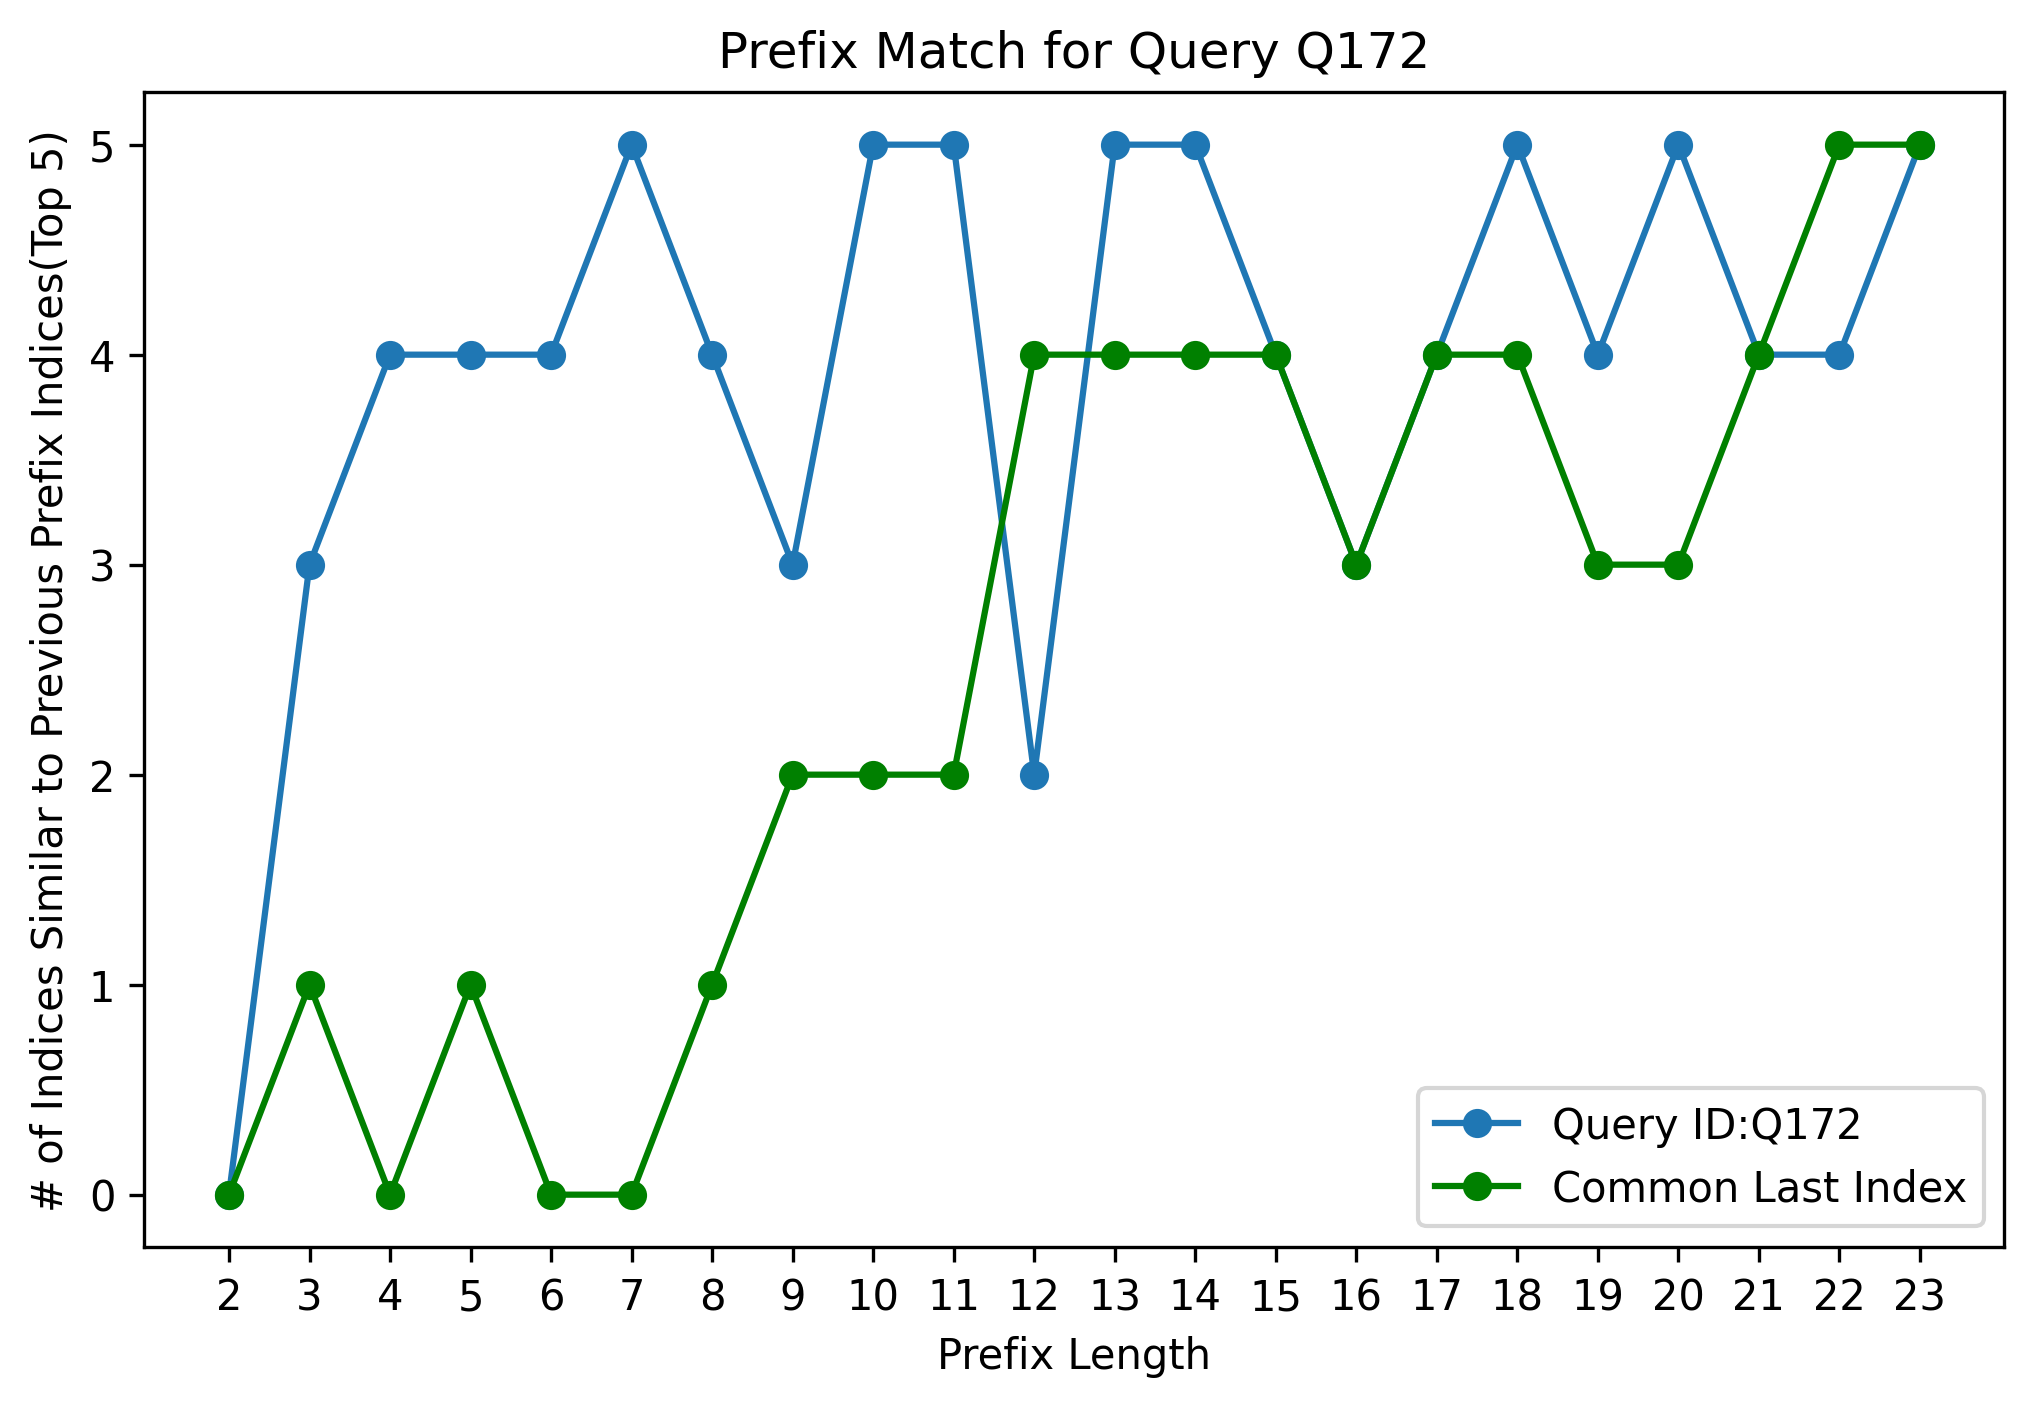 Prefix Match for Query Q172
# of Indices Similar to Previous Prefix Indices(Top 5)
5
4
3
2
1
0
Query ID:Q172
Common Last Index
2 3 4 5 6 7 8 9 10 11 12 13 14 15 16 17 18 19 20 21 22 23
Prefix Length